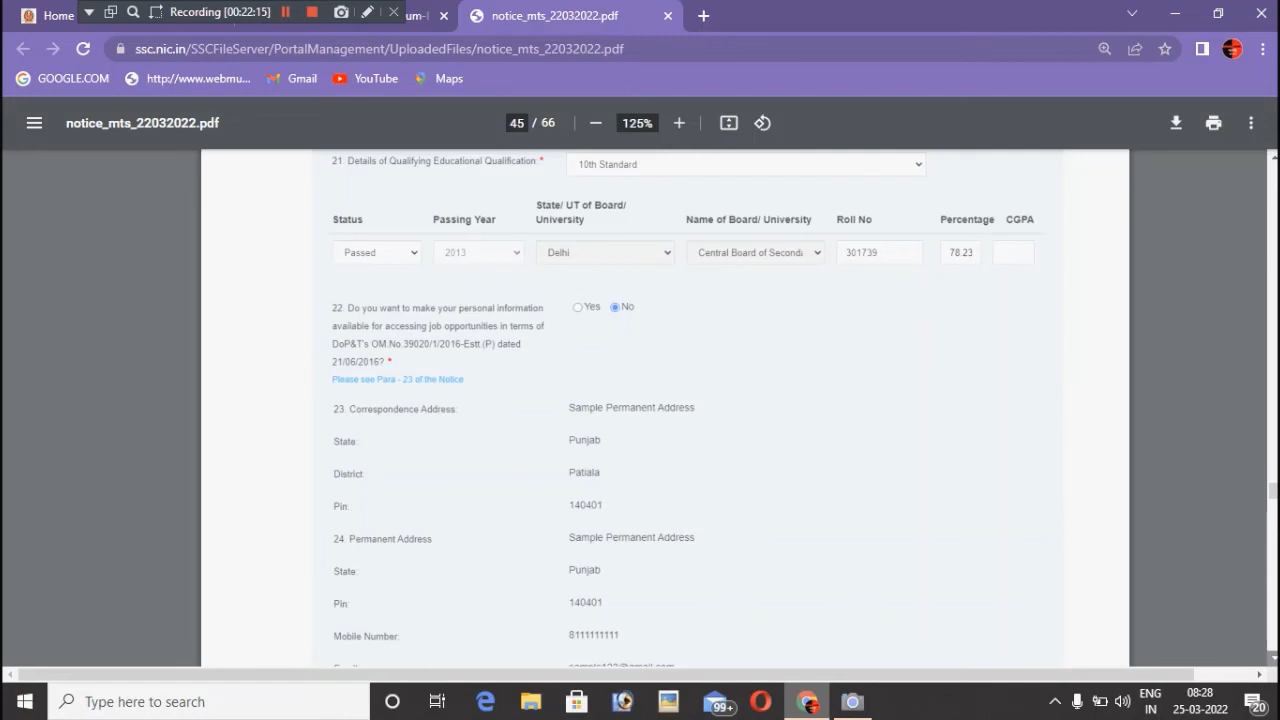 Home
Recording [00:22:15]
um-
notice_mts_22032022.pdf
ssc.nic.in/SSCFileServer/PortalManagement/UploadedFiles/notice_mts_22032022.pdf
GOOGLE.COM
http://www.webmu...
Gmail
YouTube
Maps
notice_mts_22032022.pdf
45 / 66
125%
21. Details of Qualifying Educational Qualification *
10th Standard
Status
Passing Year
State/ UT of Board/
University
Name of Board/ University
Roll No
Percentage
CGPA
Passed
2013
Delhi
Central Board of Seconda
301739
78.23
22. Do you want to make your personal information
available for accessing job opportunities in terms of
DoP&T's OM.No.39020/1/2016-Estt.(P) dated
21/06/2016? *
Yes
No
Please see Para - 23 of the Notice
23. Correspondence Address:
Sample Permanent Address
State:
Punjab
District
Patiala
Pin:
140401
24. Permanent Address
Sample Permanent Address
State:
Punjab
Pin:
140401
Mobile Number:
8111111111
sample123@gmail.com
Type here to search
99+
ENG
IN
08:28
25-03-2022
20